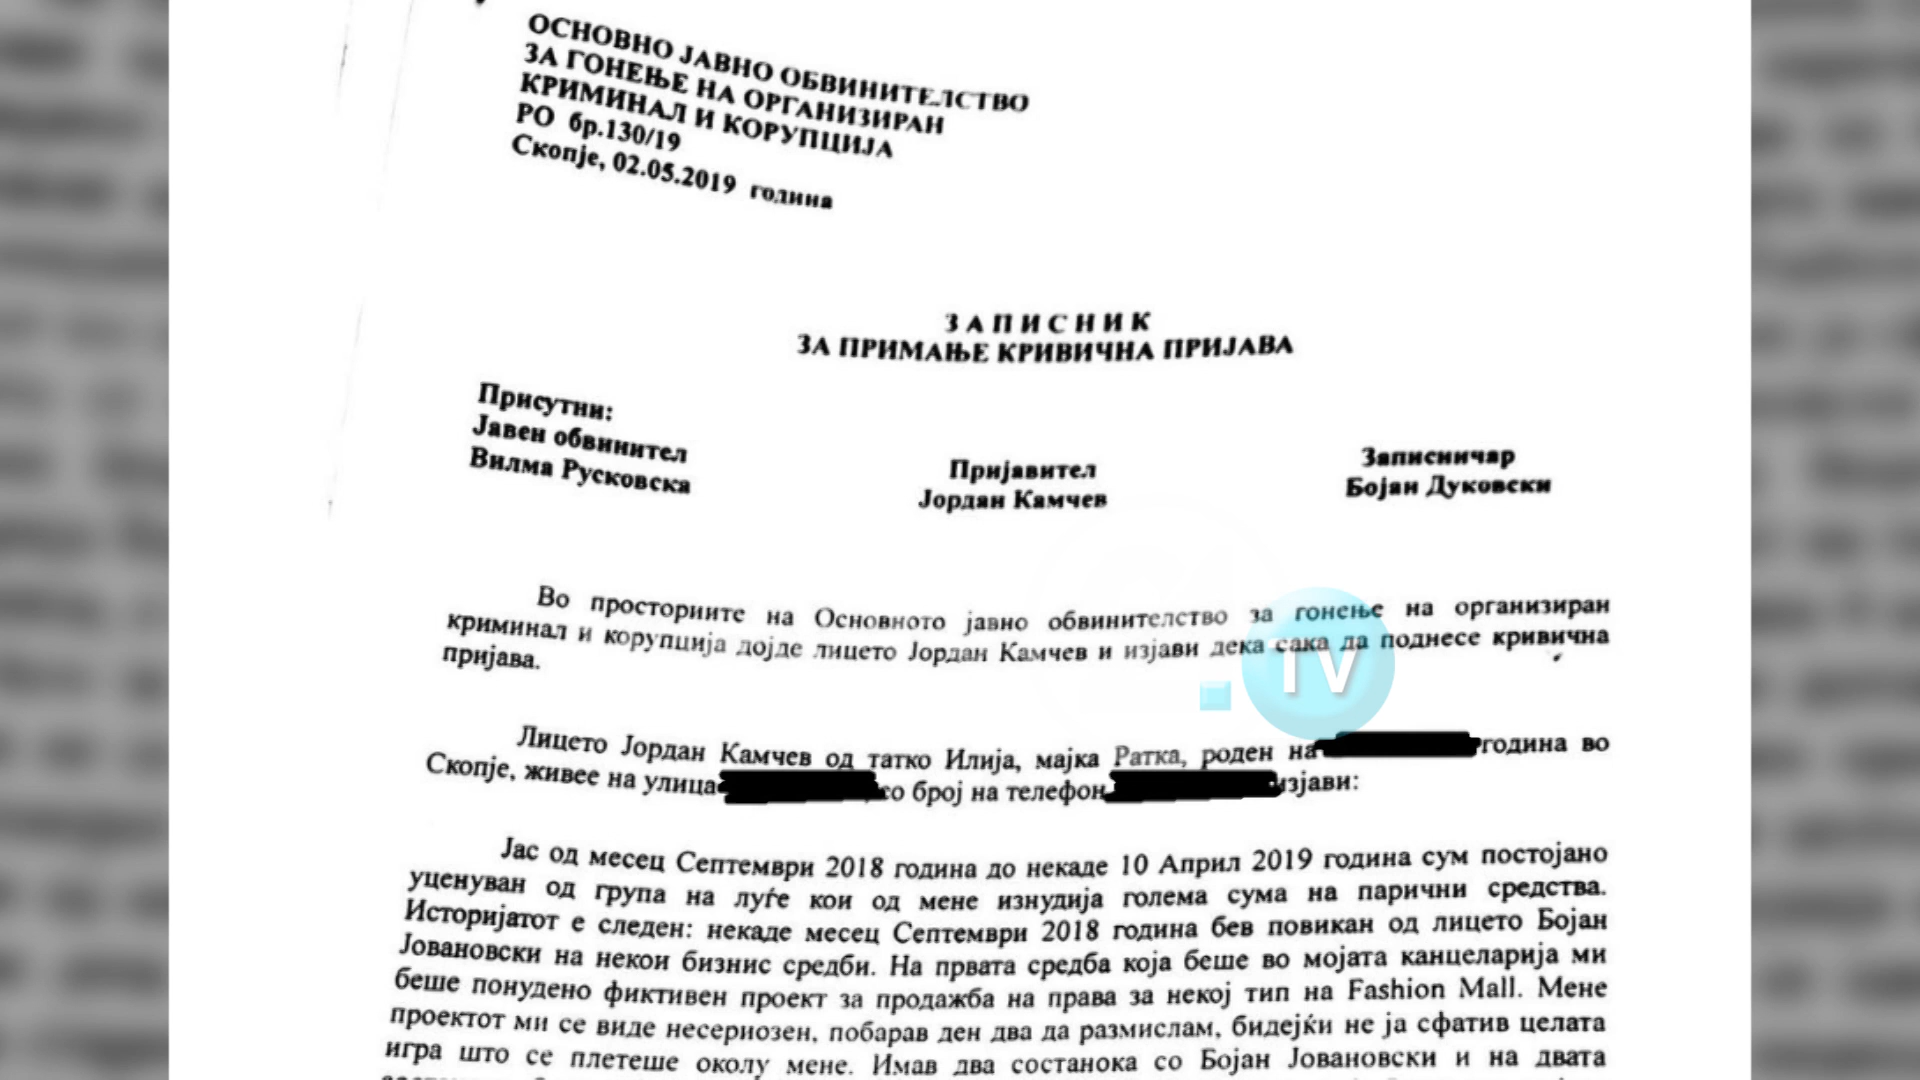 ОСНОВНО ЈАВНО ОБВИНИТЕЛСТВО
ЗА ГОНЕЊЕ НА ОРГАНИЗИРАН
КРИМИНАЛ И КОРУПЦИЈА
РО бр.130/19
Скопје, 02.05.2019 година
З А П И С Н И К
ЗА ПРИМАЊЕ КРИВИЧНА ПРИЈАВА
Присутни:
Јавен обвинител
Вилма Русковска
Пријавител
Јордан Камчев
Записничар
Бојан Дуковски
Во просториите на Основното јавно обвинителство за гонење на организиран
криминал и корупција дојде лицето Јордан Камчев и изјави дека сака да поднесе кривична
пријава.
TV
Лицето Јордан Камчев од татко Илија, мајка Ратка, роден на година во
Скопје, живее на улица со број на телефон изјави:
Јас од месец Септември 2018 година до некаде 10 Април 2019 година сум постојано
уценуван од група на луѓе кои од мене изнудија голема сума на парични средства.
Историјатот е следен: некаде месец Септември 2018 година бев повикан од лицето Бојан
Јовановски на некои бизнис средби. На првата средба која беше во мојата канцеларија ми
беше понудено фиктивен проект за продажба на права за некој тип на Fashion Mall. Мене
проектот ми се виде несериозен, побарав ден два да размислам, бидејќи не ја сфатив целата
игра што се плетеше околу мене. Имав два состанока со Бојан Јовановски и на двата